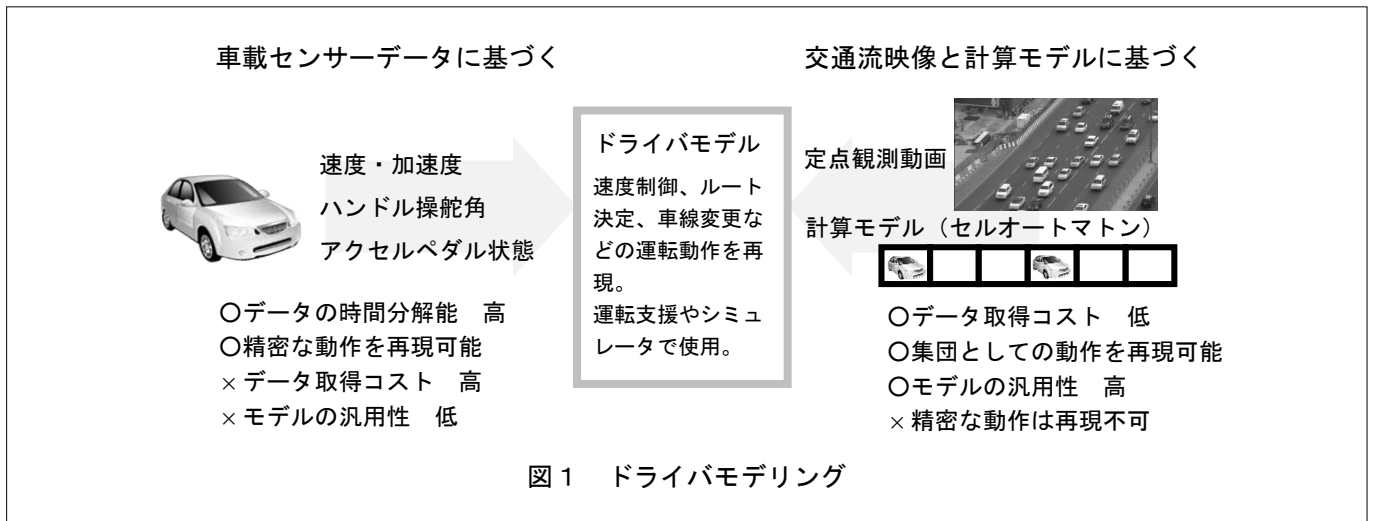 車載センサーデータに基づく
速度・加速度
ハンドル操舵角
アクセルペダル状態
〇データの時間分解能 高
〇精密な動作を再現可能
×データ取得コスト 高
×モデルの汎用性 低
ドライバモデル
速度制御、ルート
決定、車線変更な
どの運転動作を再
現。
運転支援やシミュ
レータで使用。
交通流映像と計算モデルに基づく
定点観測動画
計算モデル(セルオートマトン)
〇データ取得コスト 低
〇集団としての動作を再現可能
〇モデルの汎用性 高
×精密な動作は再現不可
図1 ドライバモデリング